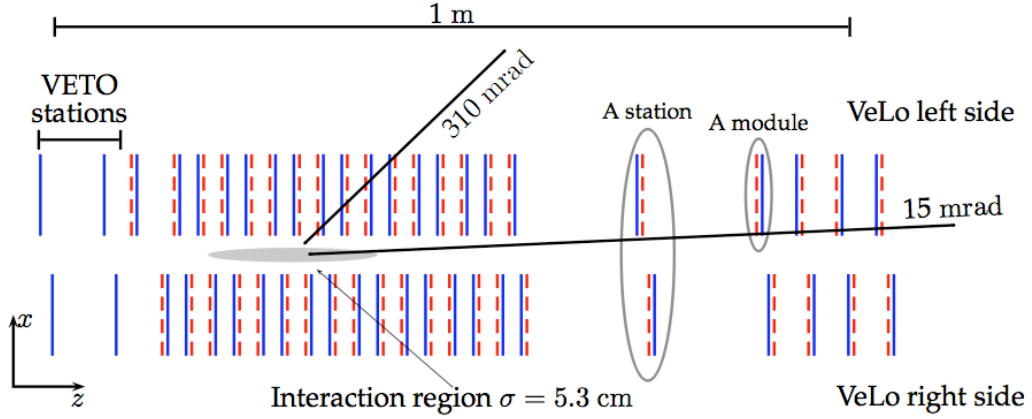 1 m
VETO
stations
310 mrad
A station
A module
VeLo left side
15 mrad
x
z
Interaction region σ = 5.3 cm
VeLo right side